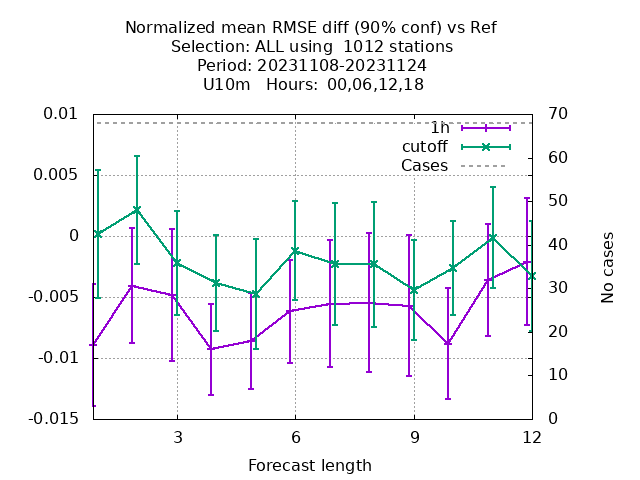 Normalized mean RMSE diff (90% conf) vs Ref
Selection: ALL using  1012 stations
Period: 20231108-20231124
U10m   Hours:  00,06,12,18
0.01
0.005
0
-0.005
-0.01
-0.015
70
60
50
40
30
20
10
0
1h
cutoff
Cases
No cases
3
6
9
12
Forecast length